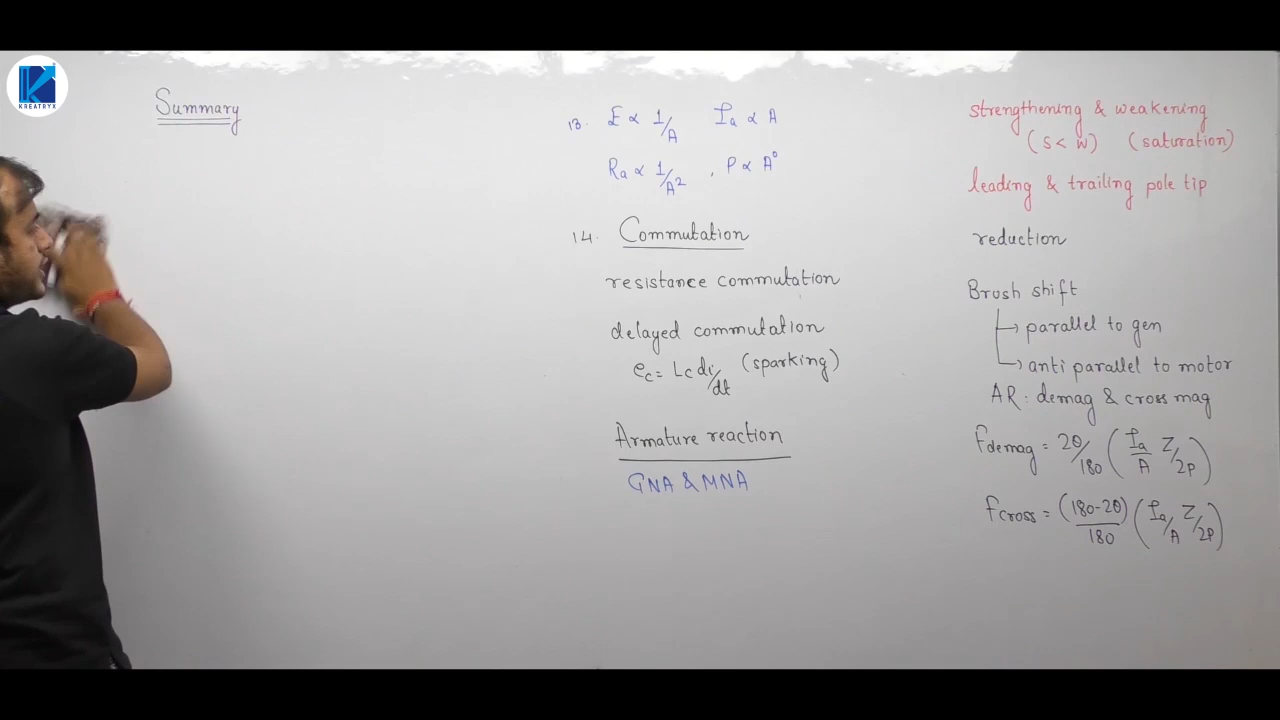 KREATRYX
Summary
13. E ∝ 1/A Ia ∝ A
Ra ∝ 1/A² , P ∝ A⁰
14. Commutation
resistance commutation
delayed commutation
ec = Lc di/dt (sparking)
Armature reaction
GNA & MNA
strengthening & weakening
(S < W) (saturation)
leading & trailing pole tip
reduction
Brush shift
→ parallel to gen
→ anti parallel to motor
AR: demag & cross mag
Fdemag = 2θ/180 (Ia/A Z/2P)
Fcross = (180-2θ)/180 (Ia/A Z/2P)